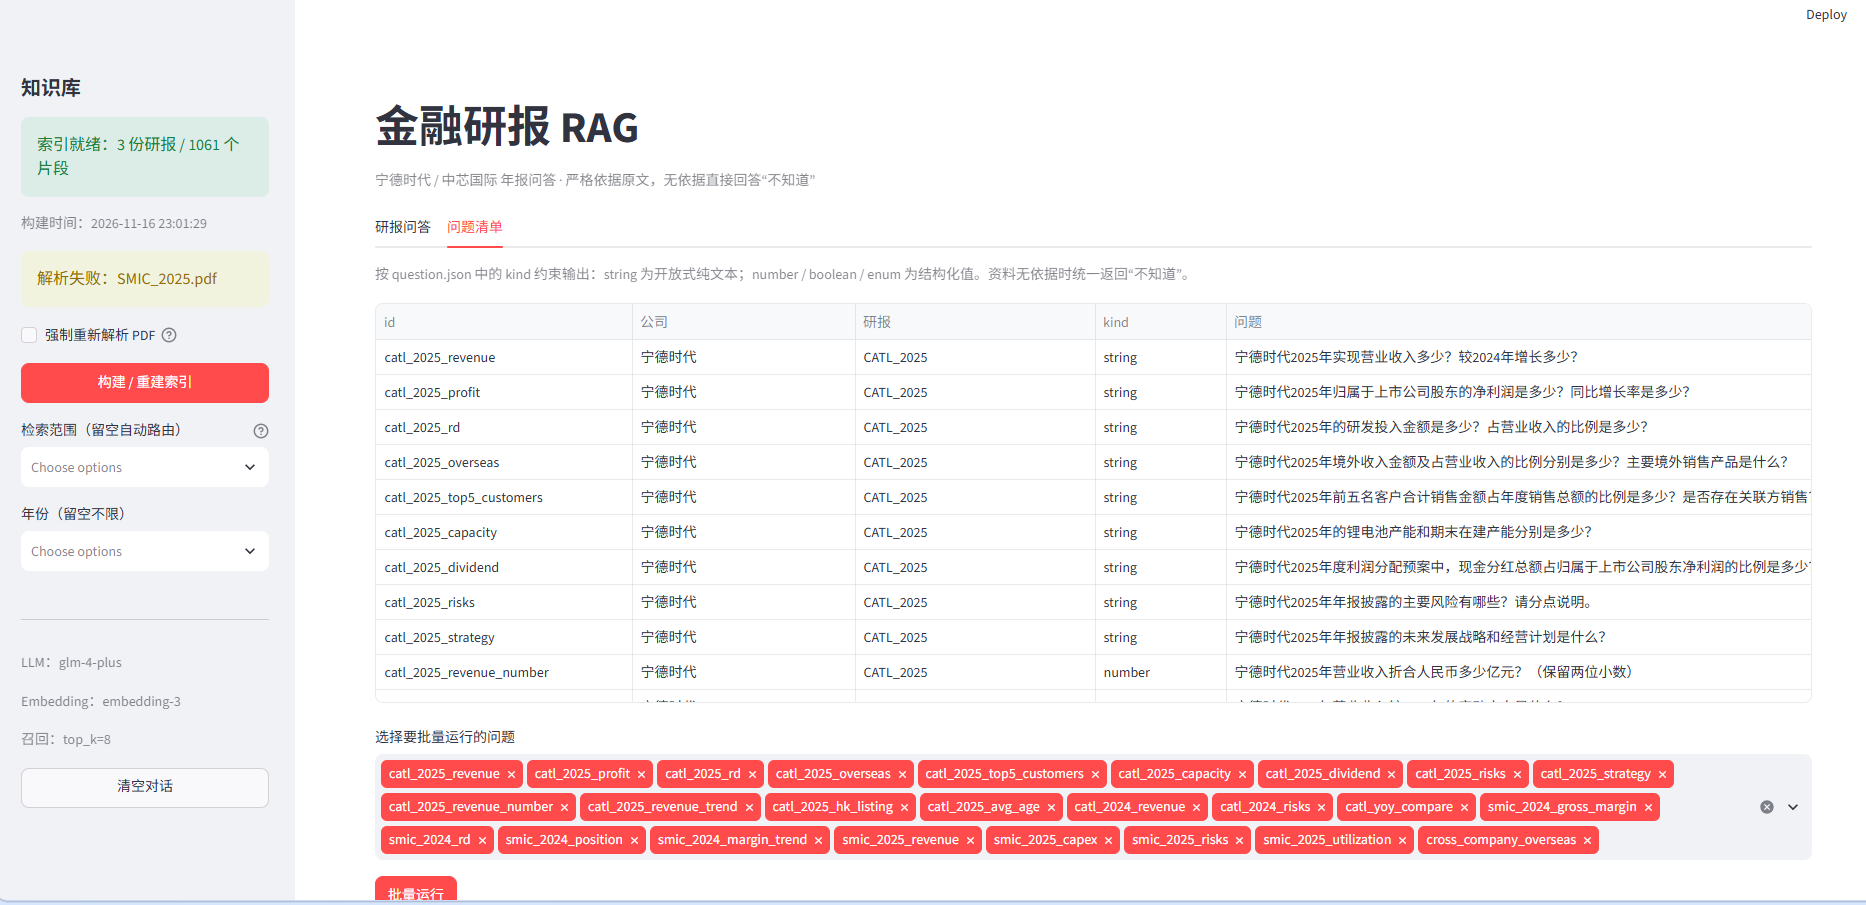 Deploy
知识库
索引就绪：3 份研报 / 1061 个
片段
构建时间：2026-11-16 23:01:29
解析失败：SMIC_2025.pdf
强制重新解析 PDF
构建 / 重建索引
检索范围（留空自动路由）
Choose options
年份（留空不限）
Choose options
LLM：glm-4-plus
Embedding：embedding-3
召回：top_k=8
清空对话
金融研报 RAG
宁德时代 / 中芯国际 年报问答 · 严格依据原文，无依据直接回答“不知道”
研报问答 问题清单
按 question.json 中的 kind 约束输出：string 为开放式纯文本；number / boolean / enum 为结构化值。资料无依据时统一返回“不知道”。
id 公司 研报 kind 问题
catl_2025_revenue 宁德时代 CATL_2025 string 宁德时代2025年实现营业收入多少？较2024年增长多少？
catl_2025_profit 宁德时代 CATL_2025 string 宁德时代2025年归属于上市公司股东的净利润是多少？同比增长率是多少？
catl_2025_rd 宁德时代 CATL_2025 string 宁德时代2025年的研发投入金额是多少？占营业收入的比例是多少？
catl_2025_overseas 宁德时代 CATL_2025 string 宁德时代2025年境外收入金额及占营业收入的比例分别是多少？主要境外销售产品是什么？
catl_2025_top5_customers 宁德时代 CATL_2025 string 宁德时代2025年前五名客户合计销售金额占年度销售总额的比例是多少？是否存在关联方销售
catl_2025_capacity 宁德时代 CATL_2025 string 宁德时代2025年的锂电池产能和期末在建产能分别是多少？
catl_2025_dividend 宁德时代 CATL_2025 string 宁德时代2025年度利润分配预案中，现金分红总额占归属于上市公司股东净利润的比例是多少
catl_2025_risks 宁德时代 CATL_2025 string 宁德时代2025年年报披露的主要风险有哪些？请分点说明。
catl_2025_strategy 宁德时代 CATL_2025 string 宁德时代2025年年报披露的未来发展战略和经营计划是什么？
catl_2025_revenue_number 宁德时代 CATL_2025 number 宁德时代2025年营业收入折合人民币多少亿元？（保留两位小数）
选择要批量运行的问题
catl_2025_revenue × catl_2025_profit × catl_2025_rd × catl_2025_overseas × catl_2025_top5_customers × catl_2025_capacity × catl_2025_dividend × catl_2025_risks × catl_2025_strategy ×
catl_2025_revenue_number × catl_2025_revenue_trend × catl_2025_hk_listing × catl_2025_avg_age × catl_2024_revenue × catl_2024_risks × catl_yoy_compare × smic_2024_gross_margin ×
smic_2024_rd × smic_2024_position × smic_2024_margin_trend × smic_2025_revenue × smic_2025_capex × smic_2025_risks × smic_2025_utilization × cross_company_overseas ×
批量运行